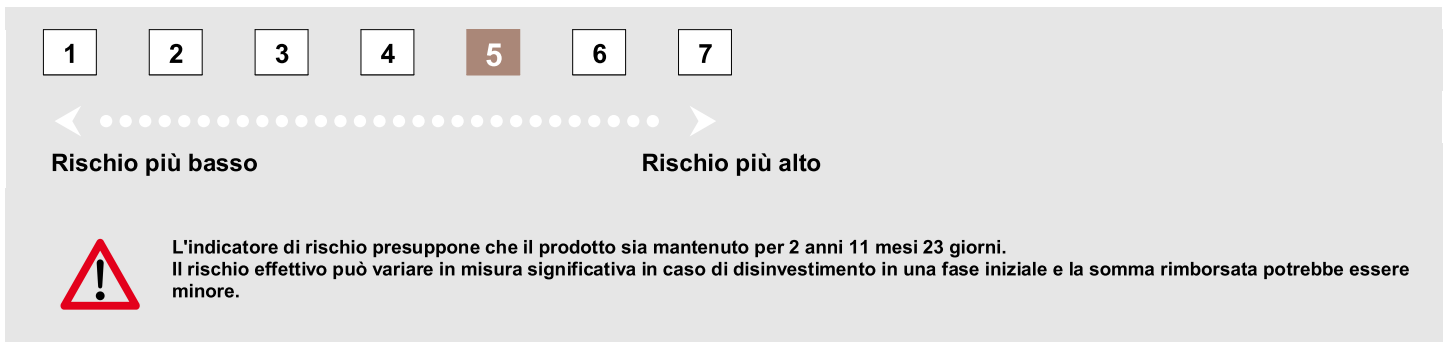 1 2 3 4 5 6 7
Rischio più basso Rischio più alto
L'indicatore di rischio presuppone che il prodotto sia mantenuto per 2 anni 11 mesi 23 giorni.
Il rischio effettivo può variare in misura significativa in caso di disinvestimento in una fase iniziale e la somma rimborsata potrebbe essere
minore.